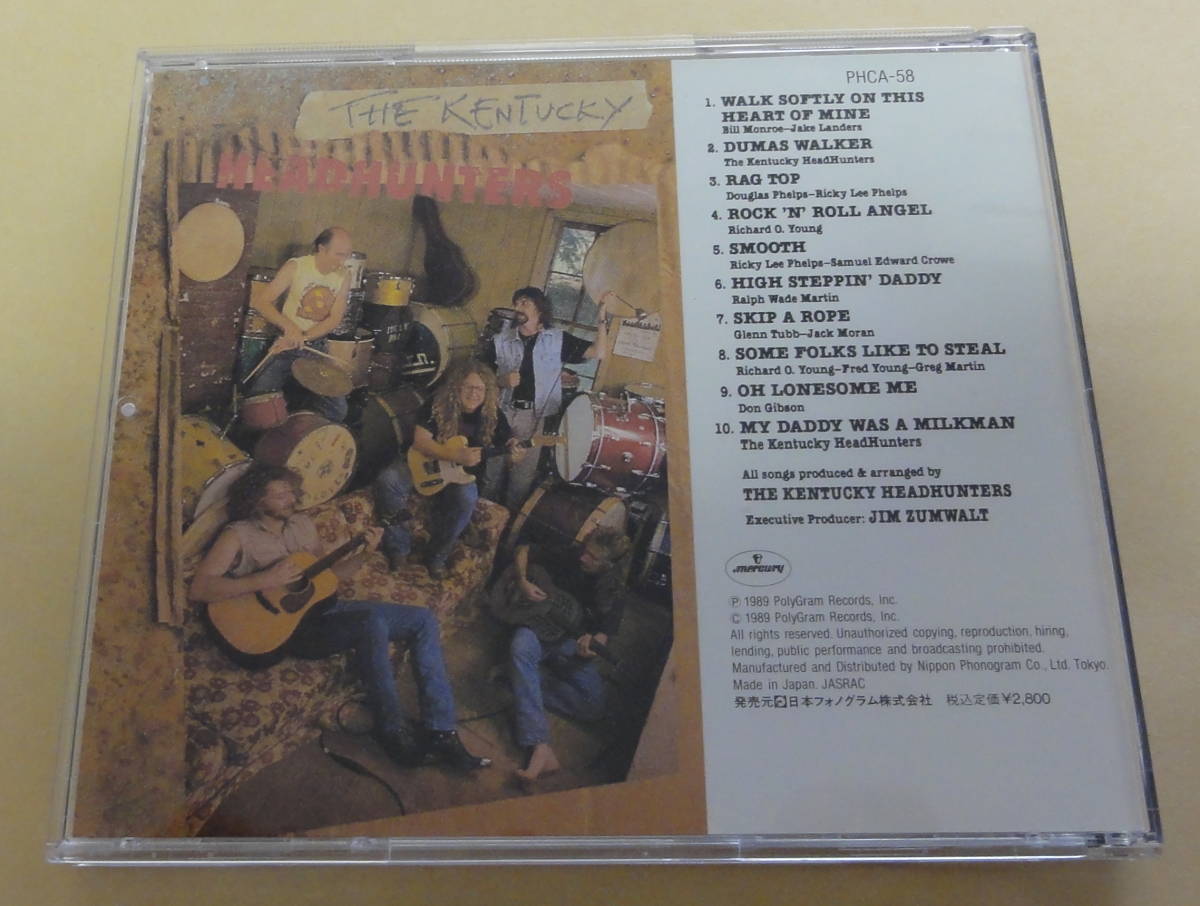 THE KENTUCKY
HEADHUNTERS
PHCA-58
1. WALK SOFTLY ON THIS
HEART OF MINE
Bill Monroe–Jake Landers
2. DUMAS WALKER
The Kentucky HeadHunters
3. RAG TOP
Douglas Phelps–Ricky Lee Phelps
4. ROCK 'N' ROLL ANGEL
Richard O. Young
5. SMOOTH
Ricky Lee Phelps–Samuel Edward Crowe
6. HIGH STEPPIN' DADDY
Ralph Wade Martin
7. SKIP A ROPE
Glenn Tubb–Jack Moran
8. SOME FOLKS LIKE TO STEAL
Richard O. Young–Fred Young–Greg Martin
9. OH LONESOME ME
Don Gibson
10. MY DADDY WAS A MILKMAN
The Kentucky HeadHunters
All songs produced & arranged by
THE KENTUCKY HEADHUNTERS
Executive Producer: JIM ZUMWALT
mercury
Ⓟ 1989 PolyGram Records, Inc.
© 1989 PolyGram Records, Inc.
All rights reserved. Unauthorized copying, reproduction, hiring,
lending, public performance and broadcasting prohibited.
Manufactured and Distributed by Nippon Phonogram Co., Ltd. Tokyo.
Made in Japan. JASRAC
発売元 日本フォノグラム株式会社 税込定価¥2,800